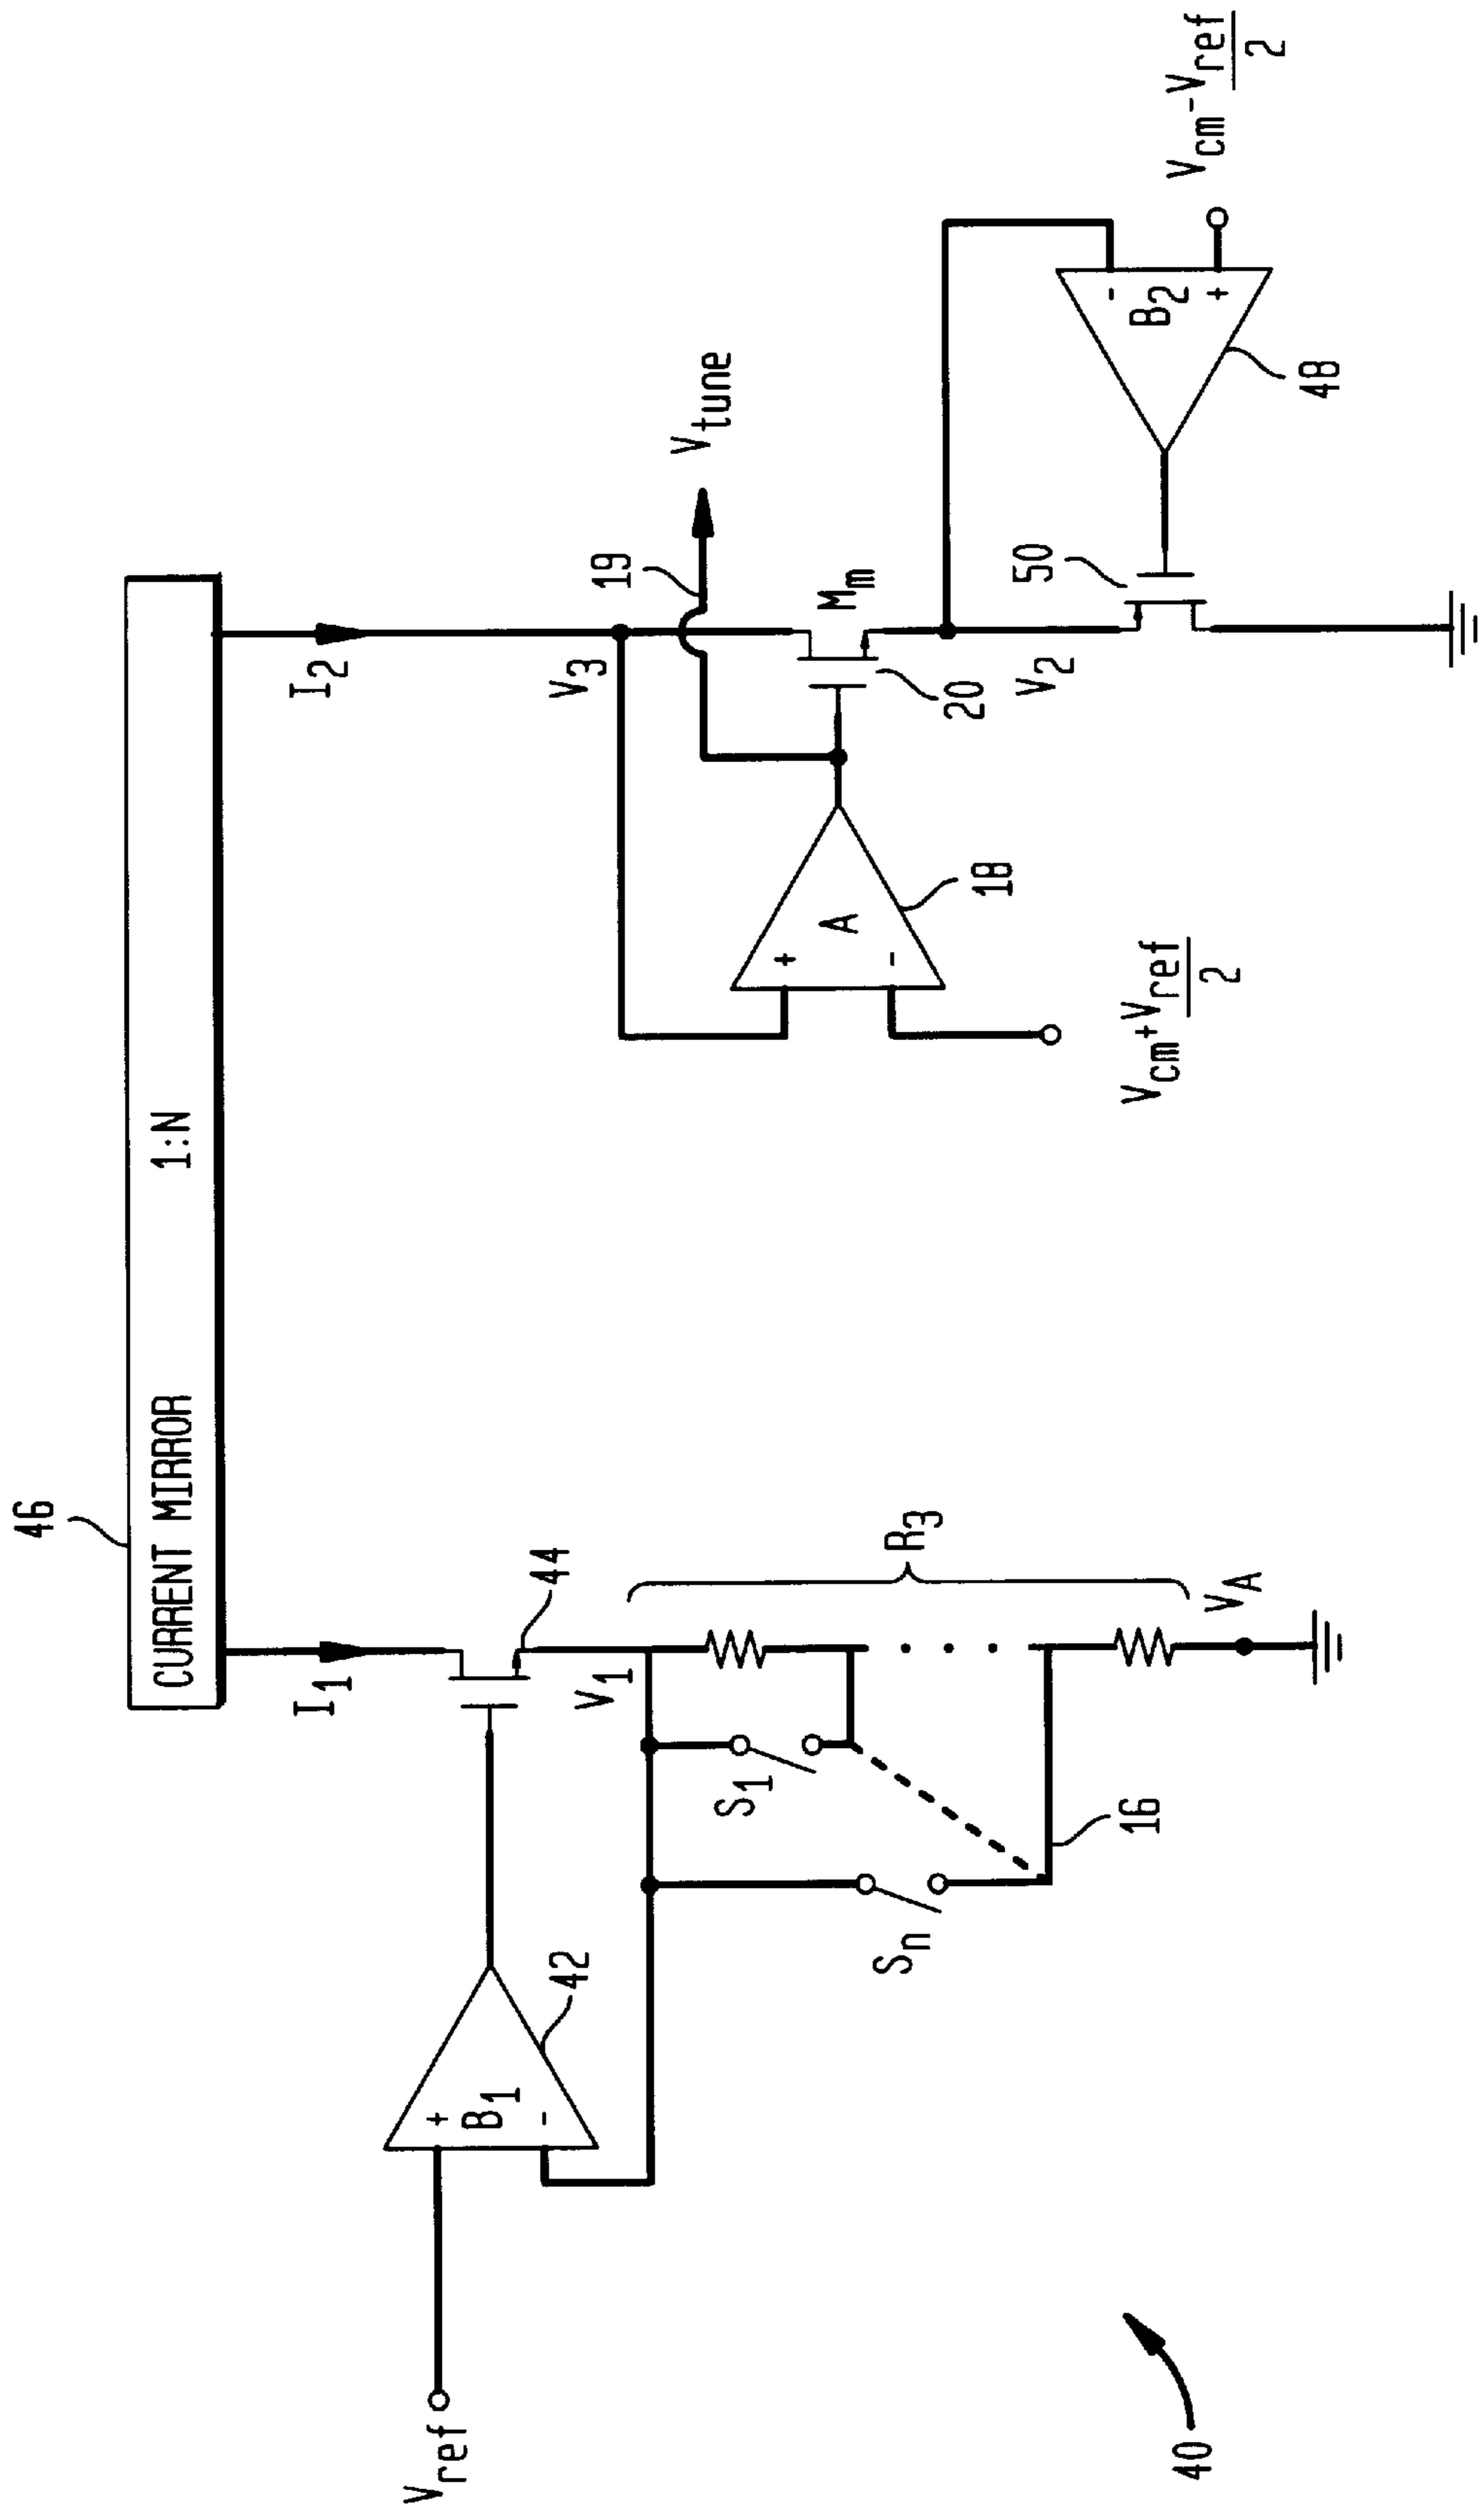 46
CURRENT MIRROR 1:N
I1
I2
Vref
+
B1
-
42
44
V1
S1
Sn
16
R3
VA
V3
19
Vtune
+
A
-
18
Mm
20
V2
Vcm+Vref
2
50
-
B2
+
48
Vcm-Vref
2
40